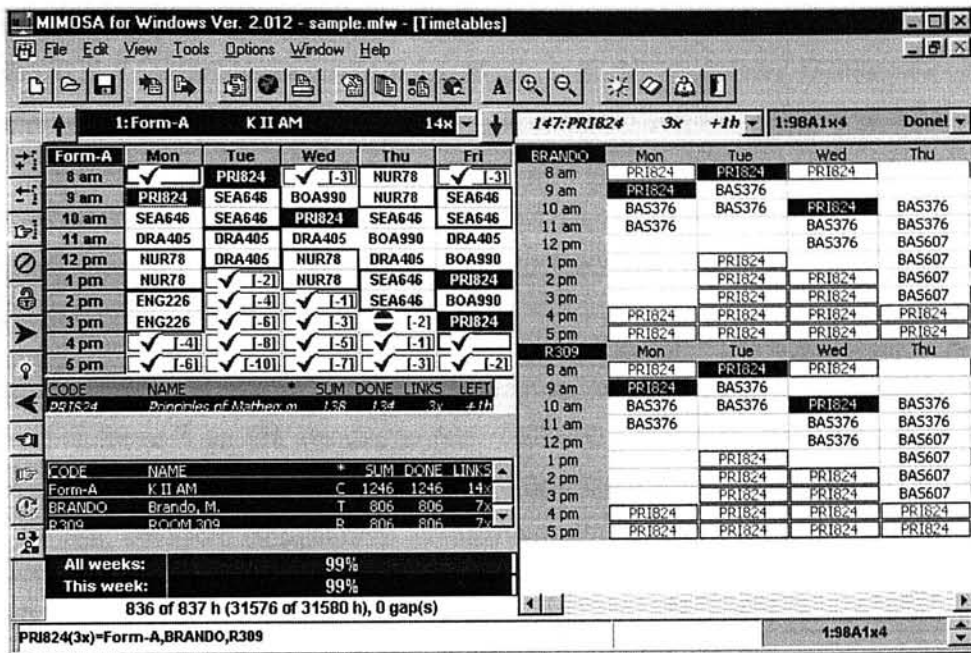 MIMOSA for Windows Ver. 2.012 - sample.mfw - [Timetables]
File Edit View Tools Options Window Help
1:Form-A K II AM 14x 147:PRI824 3x +1h 1:98A1x4 Done!
Form-A Mon Tue Wed Thu Fri
8 am PRI824 [-3] NUR78 [-3]
9 am PRI824 SEA646 BOA990 NUR78 SEA646
10 am SEA646 SEA646 PRI824 SEA646 SEA646
11 am DRA405 DRA405 DRA405 BOA990 DRA405
12 pm NUR78 DRA405 NUR78 DRA405 BOA990
1 pm NUR78 [-2] NUR78 SEA646 PRI824
2 pm ENG226 [-4] [-1] SEA646 BOA990
3 pm ENG226 [-6] [-3] [-2] PRI824
4 pm [-4] [-8] [-5] [-1]
5 pm [-6] [-10] [-7] [-3] [-2]
CODE NAME * SUM DONE LINKS LEFT
PRI824 Principles of Mathem. m 138 134 3x +1h
CODE NAME * SUM DONE LINKS
Form-A K II AM C 1246 1246 14x
BRANDO Brando, M. T 806 806 7x
R309 ROOM 309 R 806 806 7x
All weeks: 99%
This week: 99%
836 of 837 h (31576 of 31580 h), 0 gap(s)
BRANDO Mon Tue Wed Thu
8 am PRI824 PRI824 PRI824
9 am PRI824 BAS376
10 am BAS376 BAS376 PRI824 BAS376
11 am BAS376 BAS376 BAS376
12 pm BAS376 BAS607
1 pm PRI824 BAS607
2 pm PRI824 PRI824 BAS607
3 pm PRI824 PRI824 BAS607
4 pm PRI824 PRI824 PRI824 PRI824
5 pm PRI824 PRI824 PRI824 PRI824
R309 Mon Tue Wed Thu
8 am PRI824 PRI824 PRI824
9 am PRI824 BAS376
10 am BAS376 BAS376 PRI824 BAS376
11 am BAS376 BAS376 BAS376
12 pm BAS376 BAS607
1 pm PRI824 BAS607
2 pm PRI824 PRI824 BAS607
3 pm PRI824 PRI824 BAS607
4 pm PRI824 PRI824 PRI824 PRI824
5 pm PRI824 PRI824 PRI824 PRI824
PRI824(3x)=Form-A,BRANDO,R309 1:98A1x4